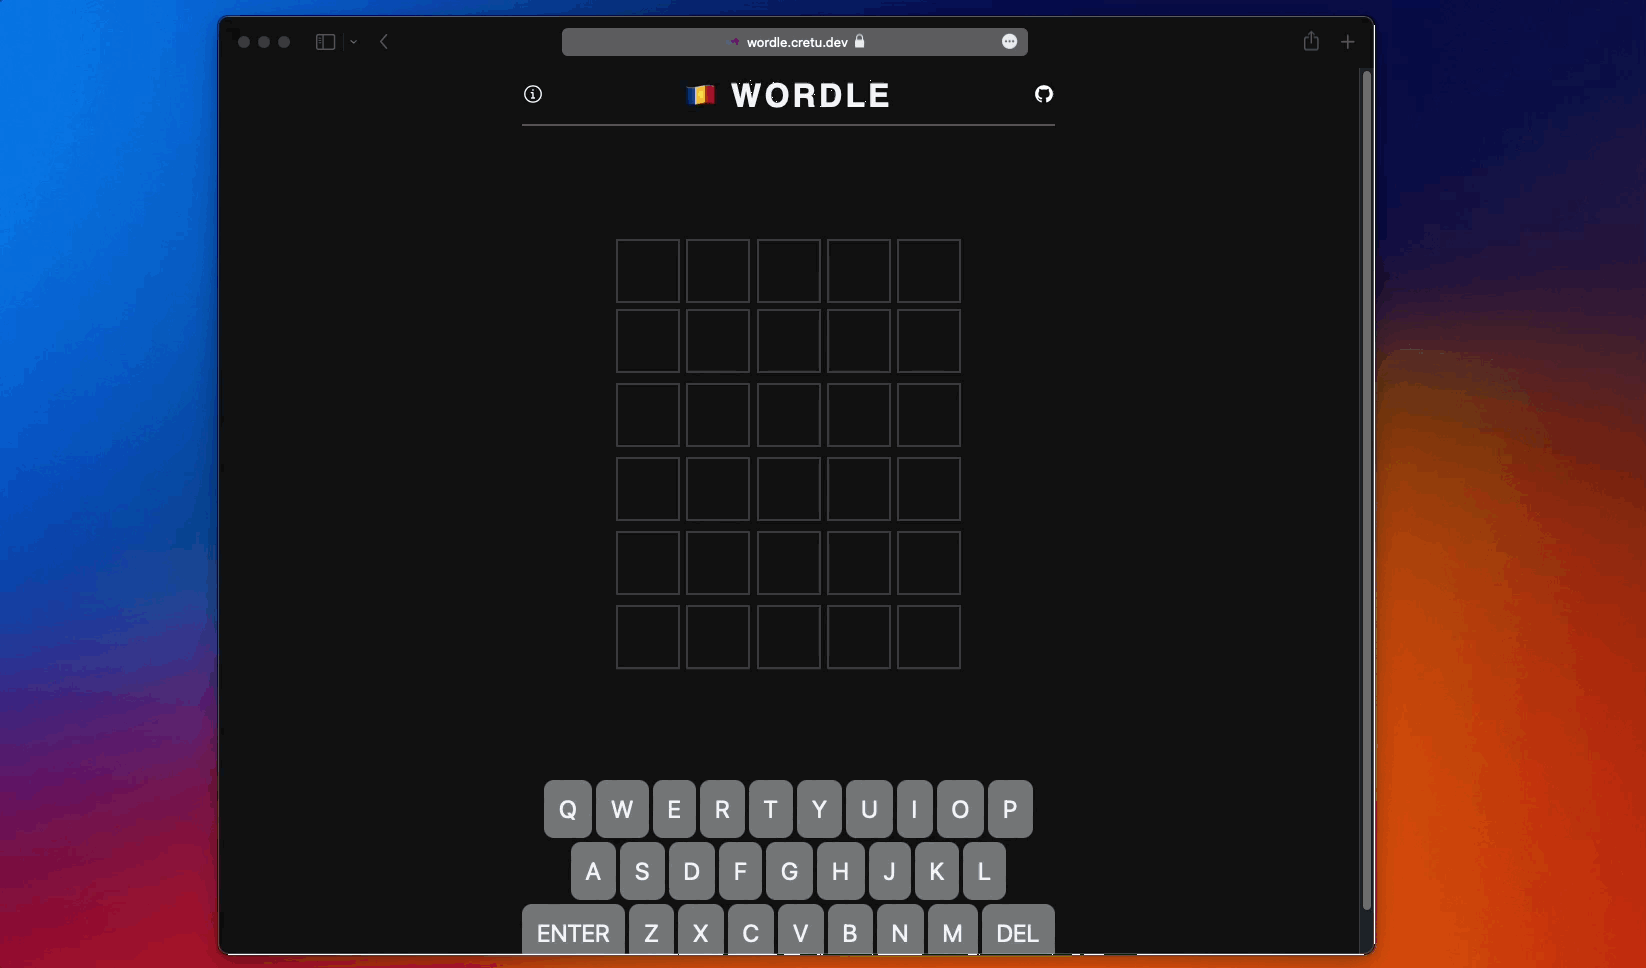 wordle.cretu.dev
WORDLE
Q W E R T Y U I O P
A S D F G H J K L
ENTER Z X C V B N M DEL